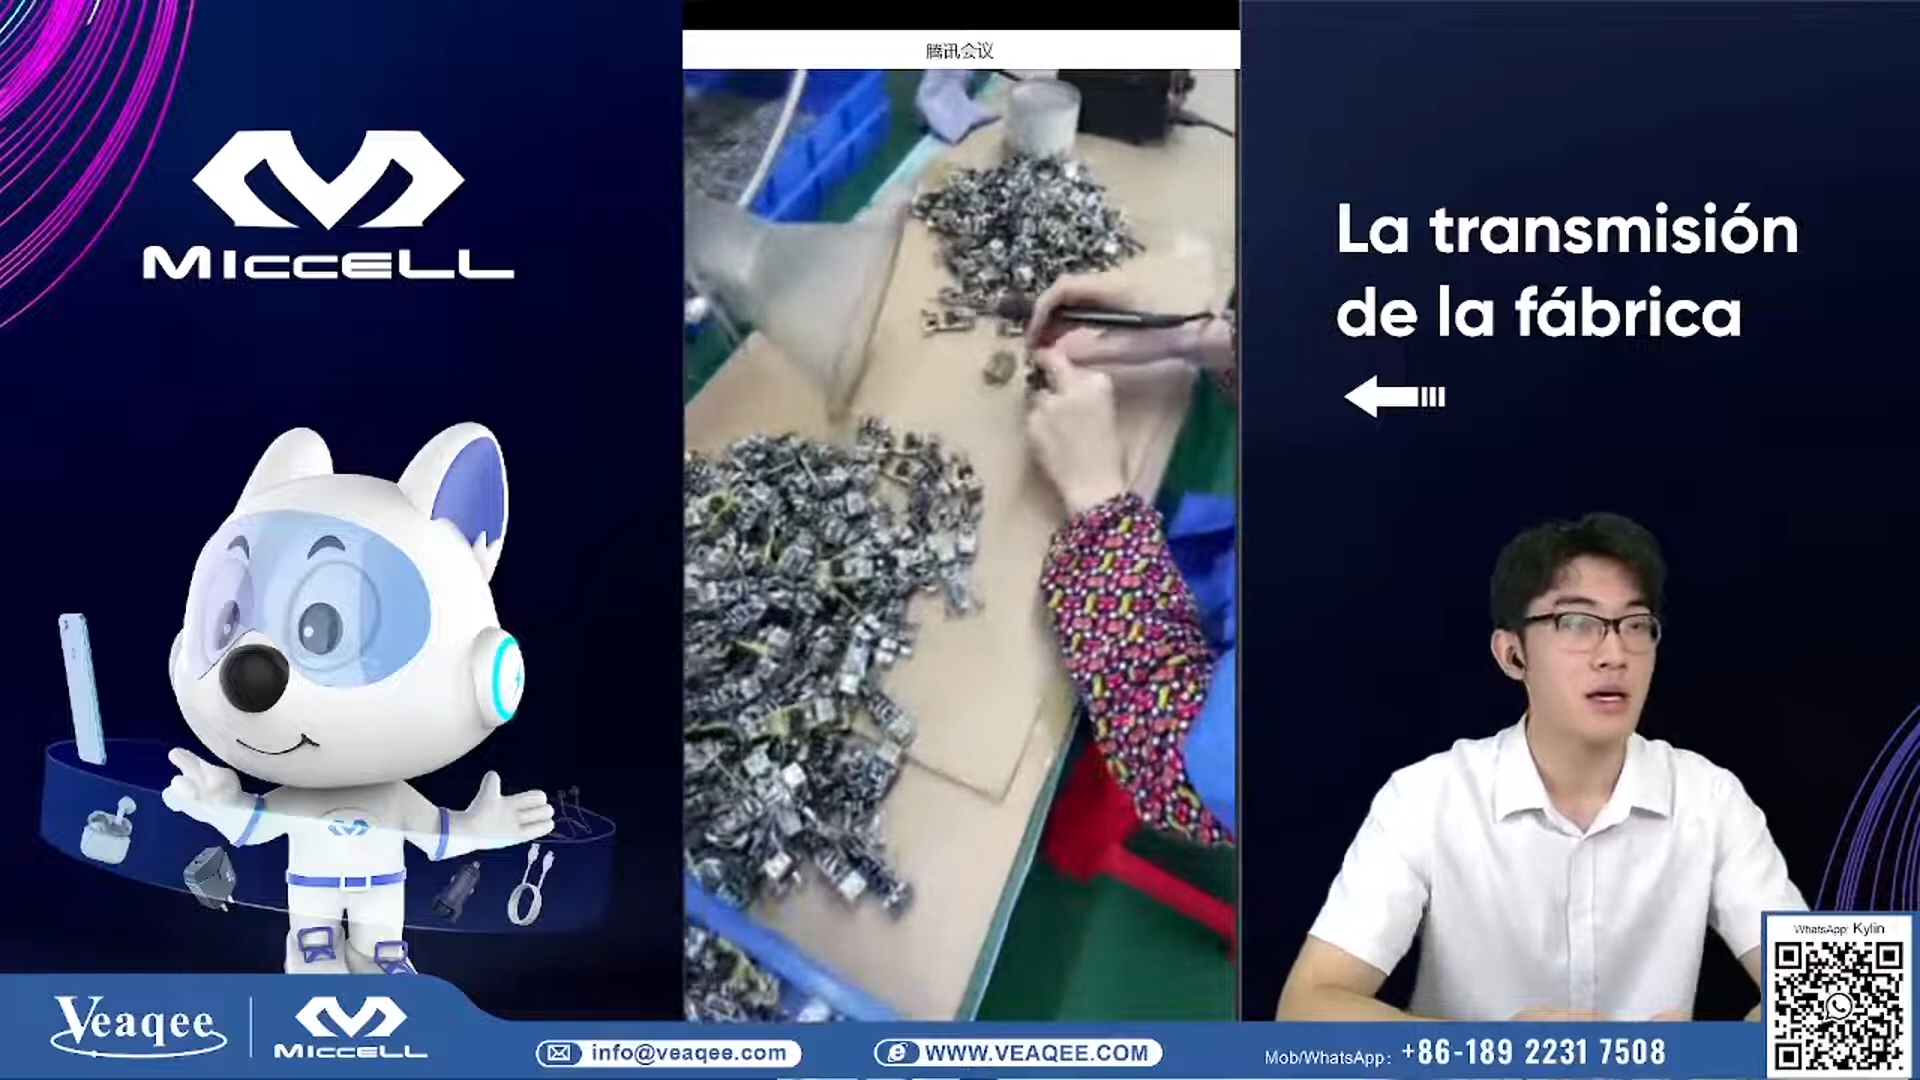 MICCELL
腾讯会议
La transmisión
de la fábrica
WhatsApp: Kylin
Veaqee
MICCELL
info@veaqee.com
WWW.VEAQEE.COM
Mob/WhatsApp: +86-189 2231 7508